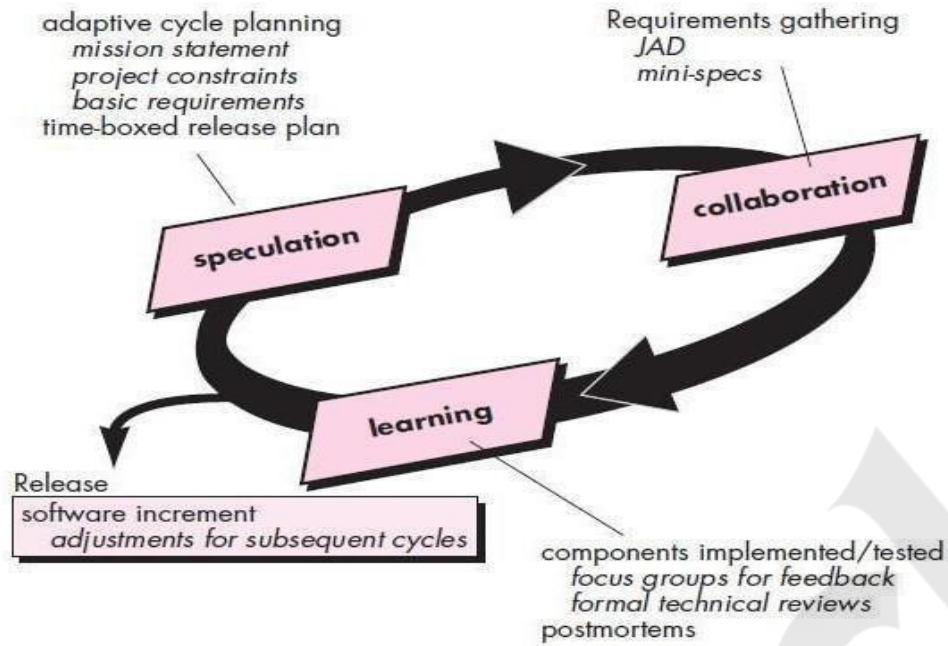 adaptive cycle planning
mission statement
project constraints
basic requirements
time-boxed release plan
Requirements gathering
JAD
mini-specs
speculation
collaboration
learning
Release
software increment
adjustments for subsequent cycles
components implemented/tested
focus groups for feedback
formal technical reviews
postmortems